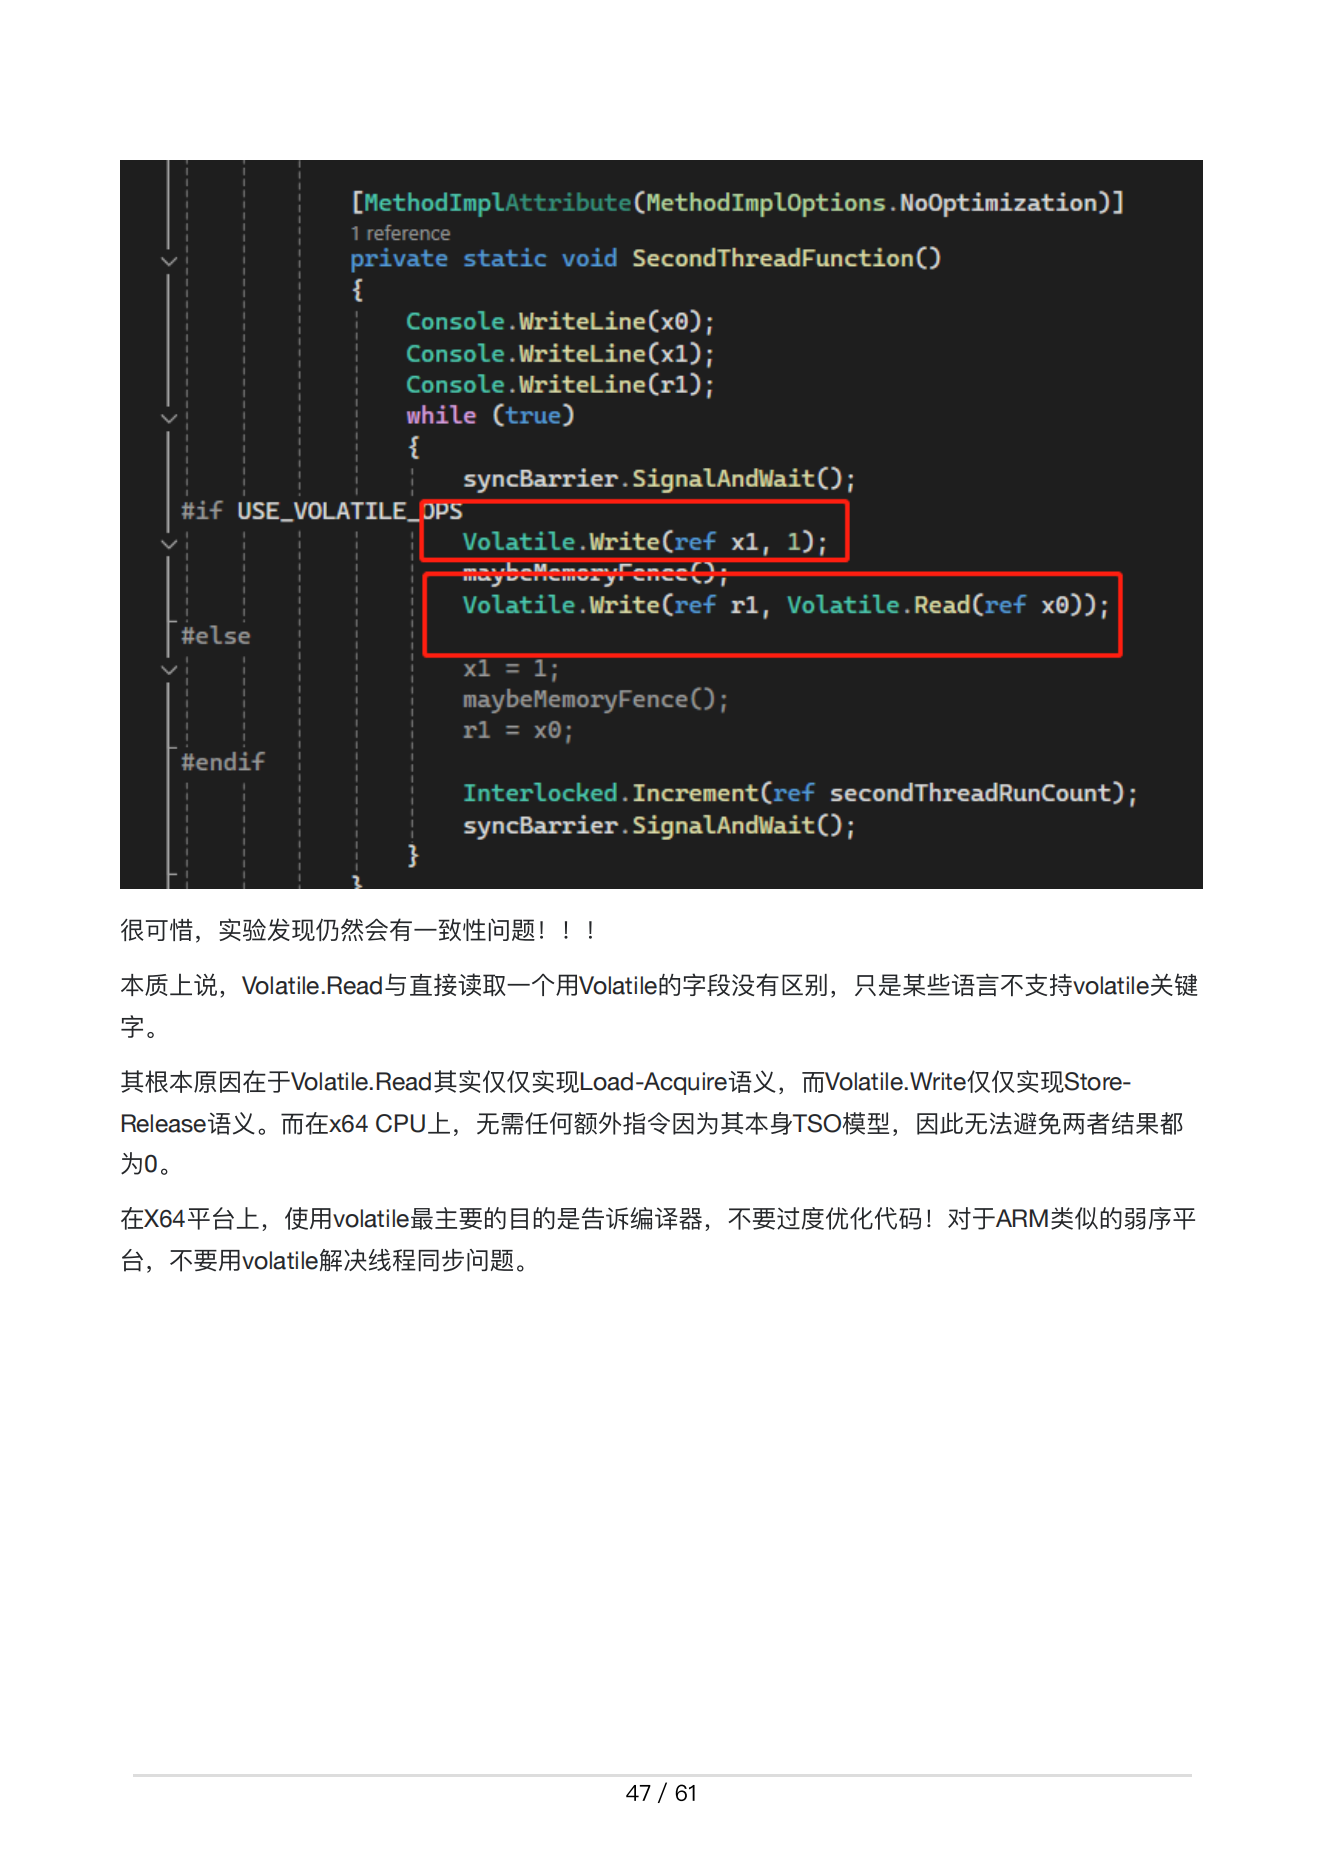 [MethodImplAttribute(MethodImplOptions.NoOptimization)]
1 reference
private static void SecondThreadFunction()
{
Console.WriteLine(x0);
Console.WriteLine(x1);
Console.WriteLine(r1);
while (true)
{
syncBarrier.SignalAndWait();
#if USE_VOLATILE_OPS
Volatile.Write(ref x1, 1);
maybeMemoryFence();
Volatile.Write(ref r1, Volatile.Read(ref x0));
#else
x1 = 1;
maybeMemoryFence();
r1 = x0;
#endif
Interlocked.Increment(ref secondThreadRunCount);
syncBarrier.SignalAndWait();
}
}
很可惜，实验发现仍然会有一致性问题！！！
本质上说，Volatile.Read与直接读取一个用Volatile的字段没有区别，只是某些语言不支持volatile关键
字。
其根本原因在于Volatile.Read其实仅仅实现Load-Acquire语义，而Volatile.Write仅仅实现Store-
Release语义。而在x64 CPU上，无需任何额外指令因为其本身TSO模型，因此无法避免两者结果都
为0。
在X64平台上，使用volatile最主要的目的是告诉编译器，不要过度优化代码！对于ARM类似的弱序平
台，不要用volatile解决线程同步问题。
47 / 61